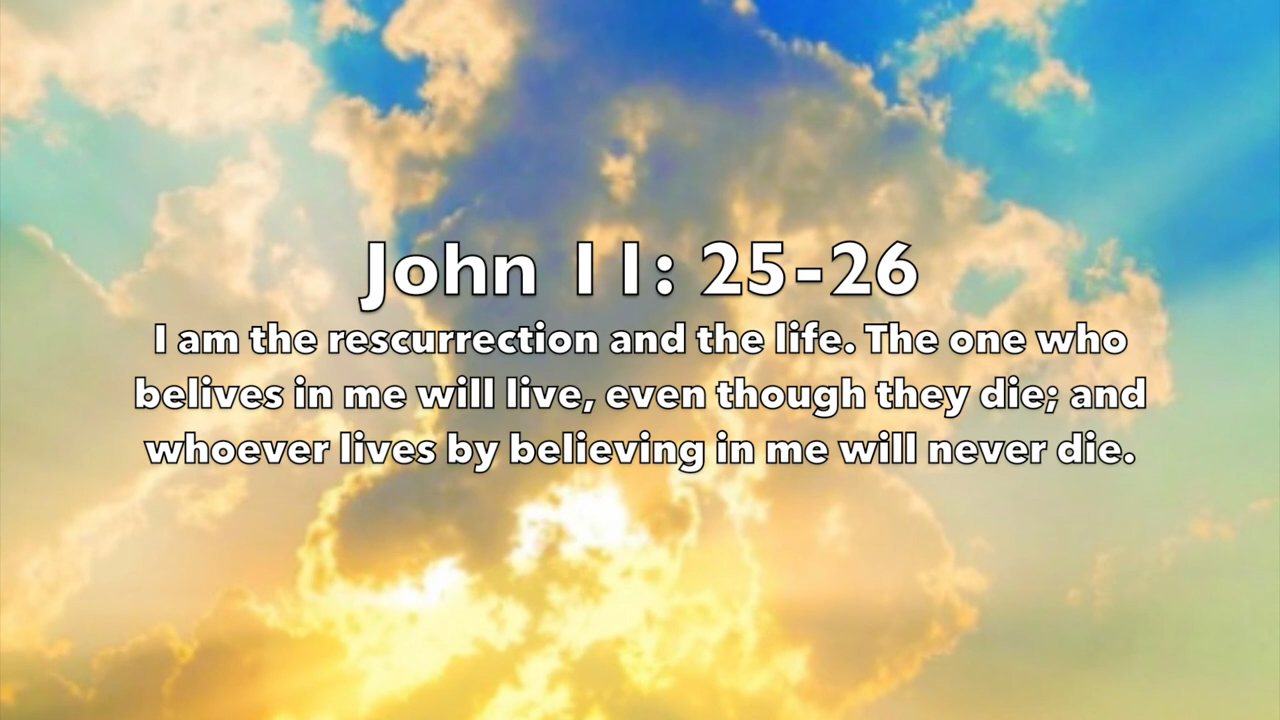 John 11: 25-26
I am the rescurrection and the life. The one who
belives in me will live, even though they die; and
whoever lives by believing in me will never die.